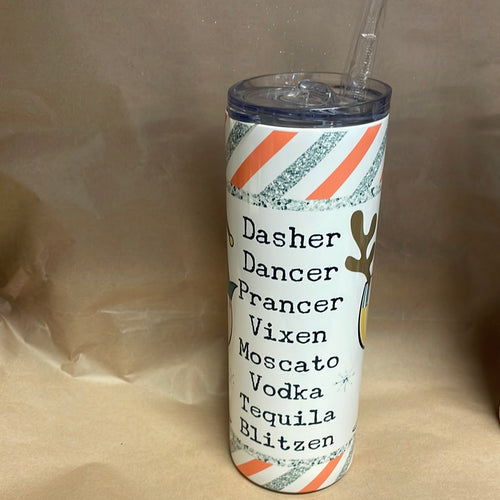 Dasher
Dancer
Prancer
Vixen
Moscato
Vodka
Tequila
Blitzen